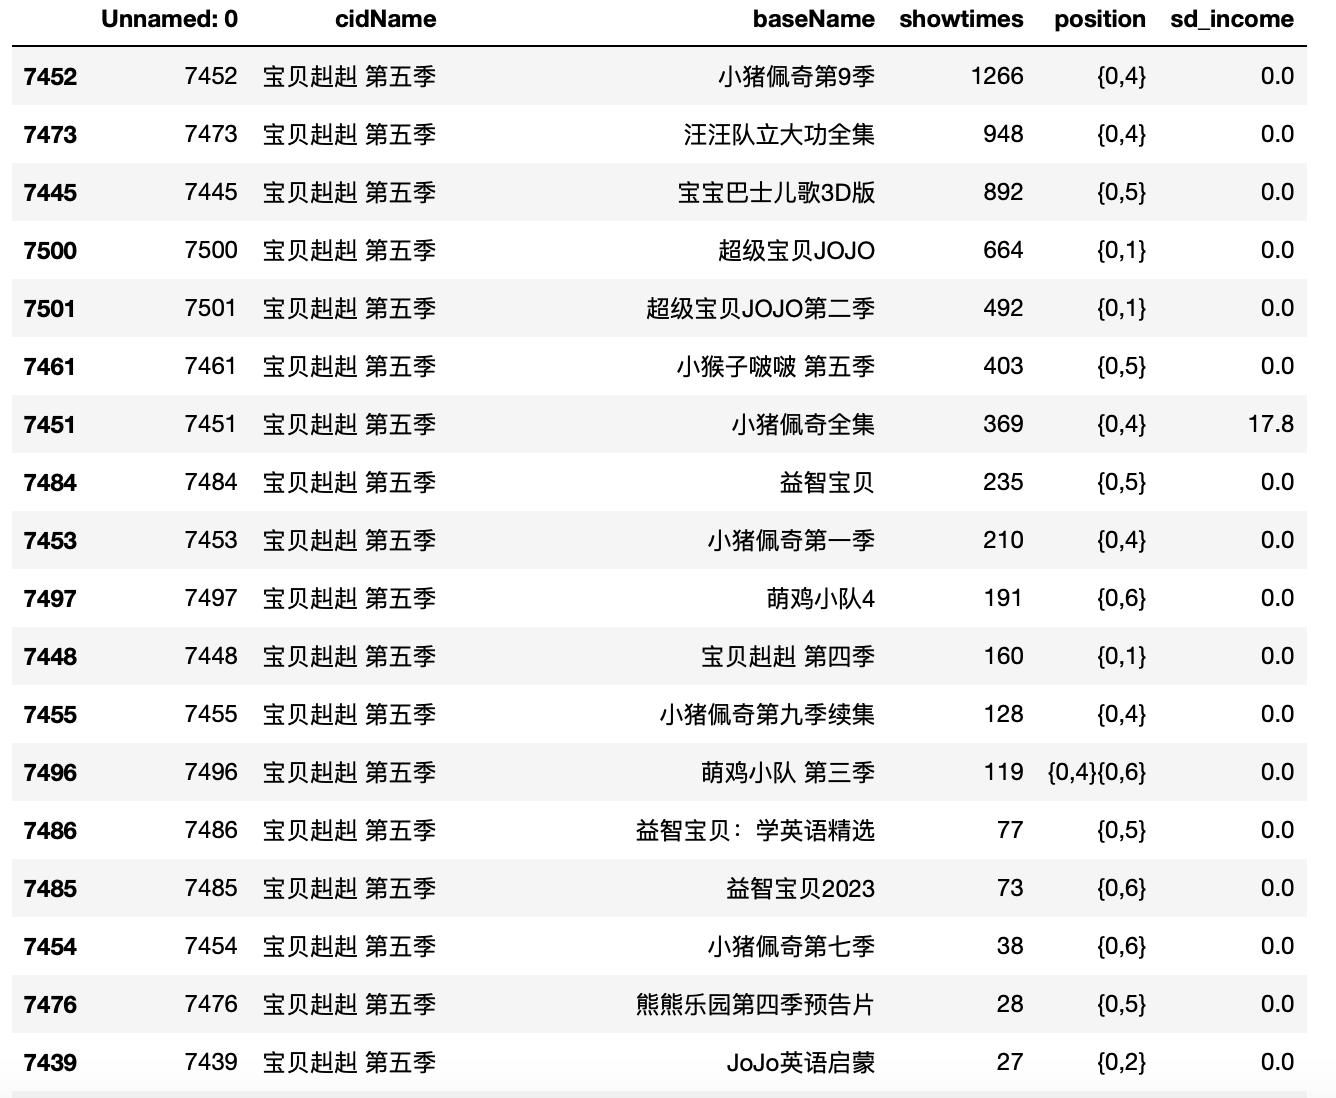 Unnamed: 0 cidName baseName showtimes position sd_income
7452 7452 宝贝赳赳 第五季 小猪佩奇第9季 1266 {0,4} 0.0
7473 7473 宝贝赳赳 第五季 汪汪队立大功全集 948 {0,4} 0.0
7445 7445 宝贝赳赳 第五季 宝宝巴士儿歌3D版 892 {0,5} 0.0
7500 7500 宝贝赳赳 第五季 超级宝贝JOJO 664 {0,1} 0.0
7501 7501 宝贝赳赳 第五季 超级宝贝JOJO第二季 492 {0,1} 0.0
7461 7461 宝贝赳赳 第五季 小猴子啵啵 第五季 403 {0,5} 0.0
7451 7451 宝贝赳赳 第五季 小猪佩奇全集 369 {0,4} 17.8
7484 7484 宝贝赳赳 第五季 益智宝贝 235 {0,5} 0.0
7453 7453 宝贝赳赳 第五季 小猪佩奇第一季 210 {0,4} 0.0
7497 7497 宝贝赳赳 第五季 萌鸡小队4 191 {0,6} 0.0
7448 7448 宝贝赳赳 第五季 宝贝赳赳 第四季 160 {0,1} 0.0
7455 7455 宝贝赳赳 第五季 小猪佩奇第九季续集 128 {0,4} 0.0
7496 7496 宝贝赳赳 第五季 萌鸡小队 第三季 119 {0,4}{0,6} 0.0
7486 7486 宝贝赳赳 第五季 益智宝贝：学英语精选 77 {0,5} 0.0
7485 7485 宝贝赳赳 第五季 益智宝贝2023 73 {0,6} 0.0
7454 7454 宝贝赳赳 第五季 小猪佩奇第七季 38 {0,6} 0.0
7476 7476 宝贝赳赳 第五季 熊熊乐园第四季预告片 28 {0,5} 0.0
7439 7439 宝贝赳赳 第五季 JoJo英语启蒙 27 {0,2} 0.0